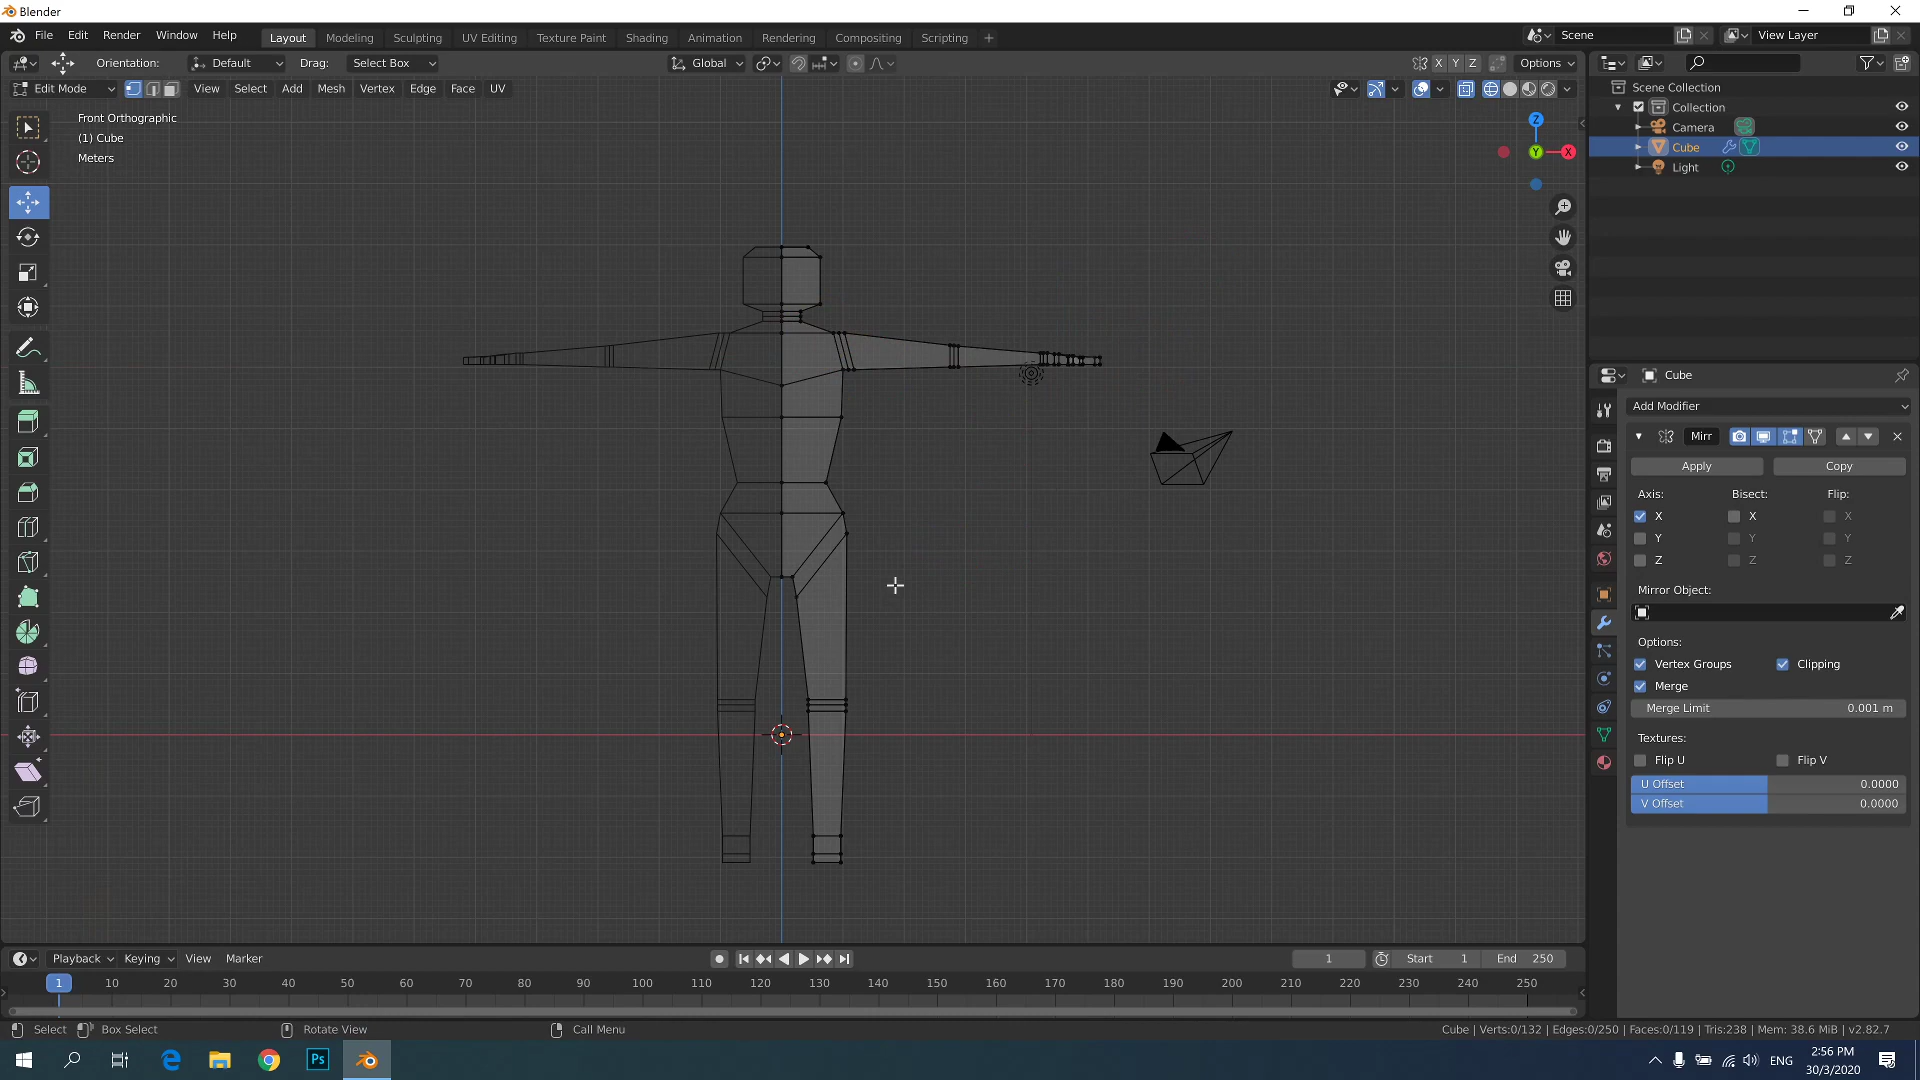 Blender
File Edit Render Window Help Layout Modeling Sculpting UV Editing Texture Paint Shading Animation Rendering Compositing Scripting + Scene View Layer
Orientation: Default Drag: Select Box Global X Y Z Options
Edit Mode View Select Add Mesh Vertex Edge Face UV
Front Orthographic
(1) Cube
Meters
Z
Y
X
Scene Collection
Collection
Camera
Cube
Light
Cube
Add Modifier
Mirr
Apply Copy
Axis: Bisect: Flip:
X X X
Y Y Y
Z Z Z
Mirror Object:
Options:
Vertex Groups Clipping
Merge
Merge Limit 0.001 m
Textures:
Flip U Flip V
U Offset 0.0000
V Offset 0.0000
Playback Keying View Marker 1 Start 1 End 250
1 10 20 30 40 50 60 70 80 90 100 110 120 130 140 150 160 170 180 190 200 210 220 230 240 250
Select Box Select Rotate View Call Menu Cube | Verts:0/132 | Edges:0/250 | Faces:0/119 | Tris:238 | Mem: 38.6 MiB | v2.82.7
Ps ENG 2:56 PM
30/3/2020